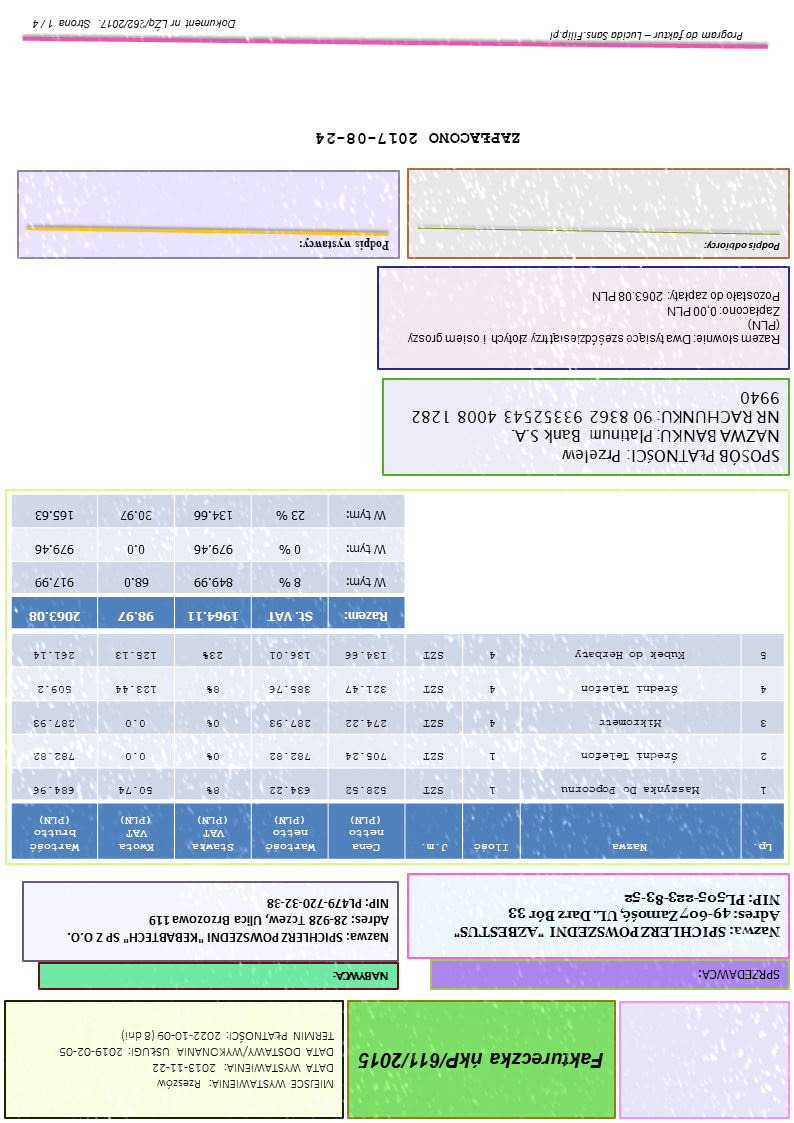 Faktureczka ńkP/611/11/2015
MIEJSCE WYSTAWIENIA: Rzeszów
DATA WYSTAWIENIA: 2013-11-22
DATA DOSTAWY/WYKONANIA USŁUGI: 2019-02-05
TERMIN PŁATNOŚCI: 2022-10-09 (8 dni)
SPRZEDAWCA:
Nazwa: SPICHLERZ POWSZEDNI "AZBESTUS"
Adres: 49-607 Zamość, UL. Darz Bór 33
NIP: PL505-223-83-52
NABYWCA:
Nazwa: SPICHLERZ POWSZEDNI "KEBABTECH" SP Z O.O.
Adres: 28-928 Tczew, Ulica Brzozowa 119
NIP: PL479-720-32-38
Lp. Nazwa Ilość J.m. Cena netto (PLN) Wartość netto (PLN) Stawka VAT (PLN) Kwota VAT (PLN) Wartość brutto (PLN)
1 Maszynka Do Popcornu 1 SZT 528.52 634.22 8% 50.74 684.96
2 Średni Telefon 1 SZT 705.24 782.82 0% 0.0 782.82
3 Mikrometr 4 SZT 274.22 287.93 0% 0.0 287.93
4 Średni Telefon 4 SZT 321.47 385.76 8% 123.44 509.2
5 Kubek do Herbaty 4 SZT 134.66 136.01 23% 125.13 261.14
Razem: St. VAT 1964.11 98.97 2063.08
W tym: 8 % 849.99 68.0 917.99
W tym: 0 % 979.46 0.0 979.46
W tym: 23 % 134.66 30.97 165.63
SPOSÓB PŁATNOŚCI: Przelew
NAZWA BANKU: Platinum Bank S.A.
NR RACHUNKU: 90 8362 93352543 4008 1282
9940
Razem słownie: Dwa tysiące sześćdziesiąt trzy złotych i osiem groszy
(PLN)
Zapłacono: 0,00 PLN
Pozostało do zapłaty: 2063.08 PLN
Podpis odbiorcy:
Podpis wystawcy:
ZAPŁACONO 2017-08-24
Program do faktur – Lucida Sans.Filip.pl
Dokument nr LŻq/262/2017. Strona 1 / 4